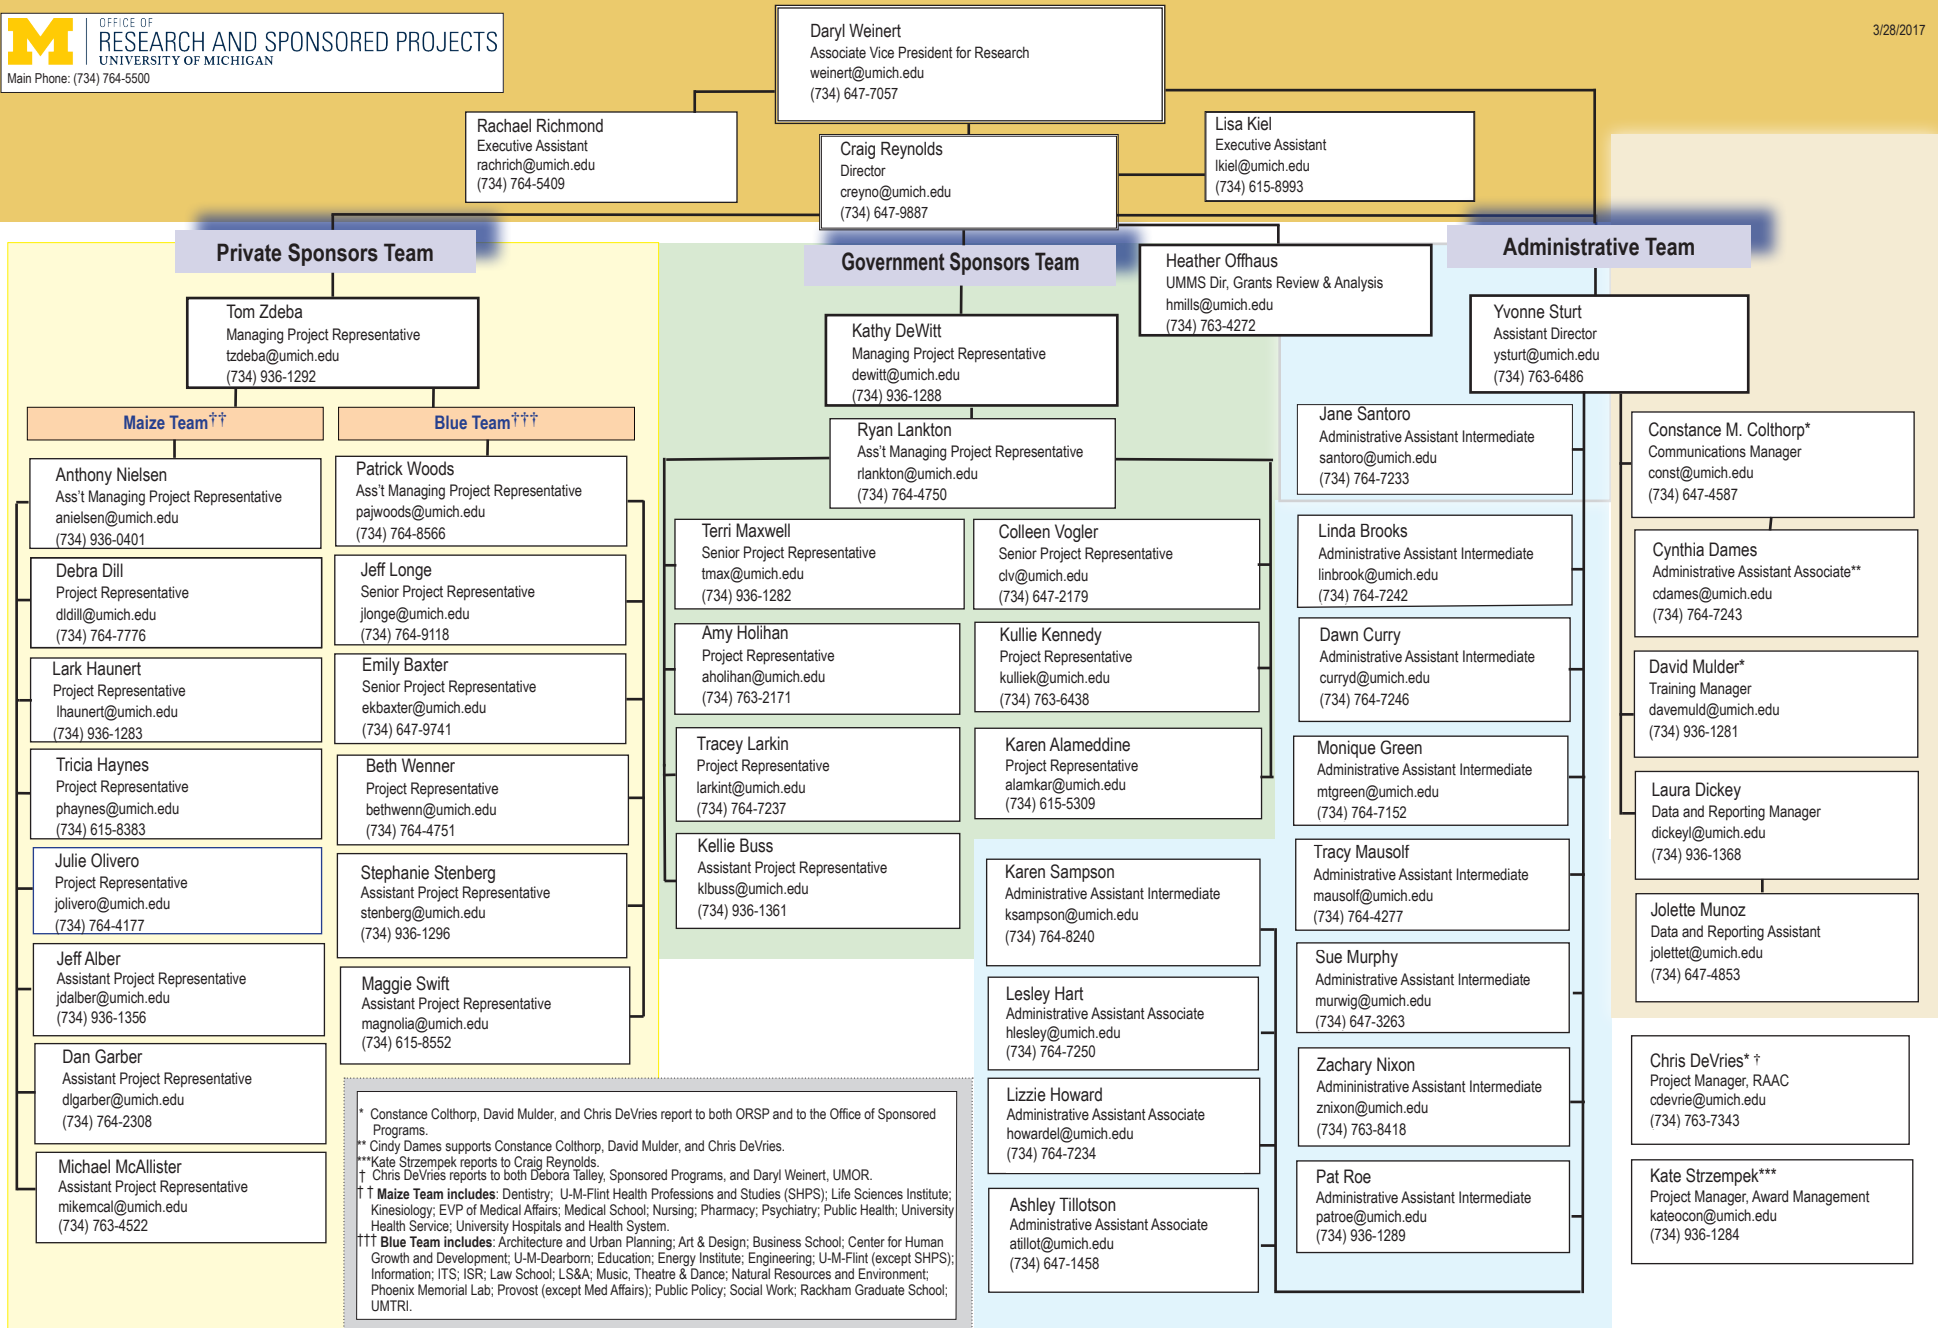 OFFICE OF
RESEARCH AND SPONSORED PROJECTS
UNIVERSITY OF MICHIGAN
Main Phone: (734) 764-5500
3/28/2017
Daryl Weinert
Associate Vice President for Research
weinert@umich.edu
(734) 647-7057
Rachael Richmond
Executive Assistant
rachrich@umich.edu
(734) 764-5409
Craig Reynolds
Director
creyno@umich.edu
(734) 647-9887
Lisa Kiel
Executive Assistant
lkiel@umich.edu
(734) 615-8993
Private Sponsors Team
Tom Zdeba
Managing Project Representative
tzdeba@umich.edu
(734) 936-1292
Maize Team††
Anthony Nielsen
Ass't Managing Project Representative
anielsen@umich.edu
(734) 936-0401
Debra Dill
Project Representative
dldill@umich.edu
(734) 764-7776
Lark Haunert
Project Representative
lhaunert@umich.edu
(734) 936-1283
Tricia Haynes
Project Representative
phaynes@umich.edu
(734) 615-8383
Julie Olivero
Project Representative
jolivero@umich.edu
(734) 764-4177
Jeff Alber
Assistant Project Representative
jdalber@umich.edu
(734) 936-1356
Dan Garber
Assistant Project Representative
dlgarber@umich.edu
(734) 764-2308
Michael McAllister
Assistant Project Representative
mikemcal@umich.edu
(734) 763-4522
Blue Team†††
Patrick Woods
Ass't Managing Project Representative
pajwoods@umich.edu
(734) 764-8566
Jeff Longe
Senior Project Representative
jlonge@umich.edu
(734) 764-9118
Emily Baxter
Senior Project Representative
ekbaxter@umich.edu
(734) 647-9741
Beth Wenner
Project Representative
bethwenn@umich.edu
(734) 764-4751
Stephanie Stenberg
Assistant Project Representative
stenberg@umich.edu
(734) 936-1296
Maggie Swift
Assistant Project Representative
magnolia@umich.edu
(734) 615-8552
Government Sponsors Team
Kathy DeWitt
Managing Project Representative
dewitt@umich.edu
(734) 936-1288
Ryan Lankton
Ass't Managing Project Representative
rlankton@umich.edu
(734) 764-4750
Terri Maxwell
Senior Project Representative
tmax@umich.edu
(734) 936-1282
Amy Holihan
Project Representative
aholihan@umich.edu
(734) 763-2171
Tracey Larkin
Project Representative
larkint@umich.edu
(734) 764-7237
Kellie Buss
Assistant Project Representative
klbuss@umich.edu
(734) 936-1361
Colleen Vogler
Senior Project Representative
clv@umich.edu
(734) 647-2179
Kullie Kennedy
Project Representative
kulliek@umich.edu
(734) 763-6438
Karen Alameddine
Project Representative
alamkar@umich.edu
(734) 615-5309
Heather Offhaus
UMMS Dir, Grants Review & Analysis
hmills@umich.edu
(734) 763-4272
Administrative Team
Yvonne Sturt
Assistant Director
ysturt@umich.edu
(734) 763-6486
Jane Santoro
Administrative Assistant Intermediate
santoro@umich.edu
(734) 764-7233
Linda Brooks
Administrative Assistant Intermediate
linbrook@umich.edu
(734) 764-7242
Dawn Curry
Administrative Assistant Intermediate
curryd@umich.edu
(734) 764-7246
Monique Green
Administrative Assistant Intermediate
mtgreen@umich.edu
(734) 764-7152
Tracy Mausolf
Administrative Assistant Intermediate
mausolf@umich.edu
(734) 764-4277
Sue Murphy
Administrative Assistant Intermediate
murwig@umich.edu
(734) 647-3263
Zachary Nixon
Admininistrative Assistant Intermediate
znixon@umich.edu
(734) 763-8418
Pat Roe
Administrative Assistant Intermediate
patroe@umich.edu
(734) 936-1289
Karen Sampson
Administrative Assistant Intermediate
ksampson@umich.edu
(734) 764-8240
Lesley Hart
Administrative Assistant Associate
hlesley@umich.edu
(734) 764-7250
Lizzie Howard
Administrative Assistant Associate
howardel@umich.edu
(734) 764-7234
Ashley Tillotson
Administrative Assistant Associate
atillot@umich.edu
(734) 647-1458
Constance M. Colthorp*
Communications Manager
const@umich.edu
(734) 647-4587
Cynthia Dames
Administrative Assistant Associate**
cdames@umich.edu
(734) 764-7243
David Mulder*
Training Manager
davemuld@umich.edu
(734) 936-1281
Laura Dickey
Data and Reporting Manager
dickeyl@umich.edu
(734) 936-1368
Jolette Munoz
Data and Reporting Assistant
jolettet@umich.edu
(734) 647-4853
Chris DeVries* †
Project Manager, RAAC
cdevrie@umich.edu
(734) 763-7343
Kate Strzempek***
Project Manager, Award Management
kateocon@umich.edu
(734) 936-1284
* Constance Colthorp, David Mulder, and Chris DeVries report to both ORSP and to the Office of Sponsored
Programs.
** Cindy Dames supports Constance Colthorp, David Mulder, and Chris DeVries.
***Kate Strzempek reports to Craig Reynolds.
† Chris DeVries reports to both Debora Talley, Sponsored Programs, and Daryl Weinert, UMOR.
† † Maize Team includes: Dentistry; U-M-Flint Health Professions and Studies (SHPS); Life Sciences Institute;
Kinesiology; EVP of Medical Affairs; Medical School; Nursing; Pharmacy; Psychiatry; Public Health; University
Health Service; University Hospitals and Health System.
††† Blue Team includes: Architecture and Urban Planning; Art & Design; Business School; Center for Human
Growth and Development; U-M-Dearborn; Education; Energy Institute; Engineering; U-M-Flint (except SHPS);
Information; ITS; ISR; Law School; LS&A; Music, Theatre & Dance; Natural Resources and Environment;
Phoenix Memorial Lab; Provost (except Med Affairs); Public Policy; Social Work; Rackham Graduate School;
UMTRI.